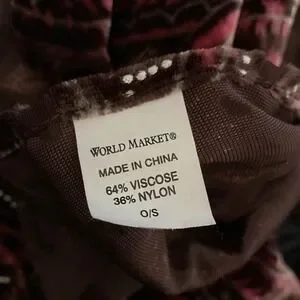 WORLD MARKET®
MADE IN CHINA
64% VISCOSE
36% NYLON
O/S